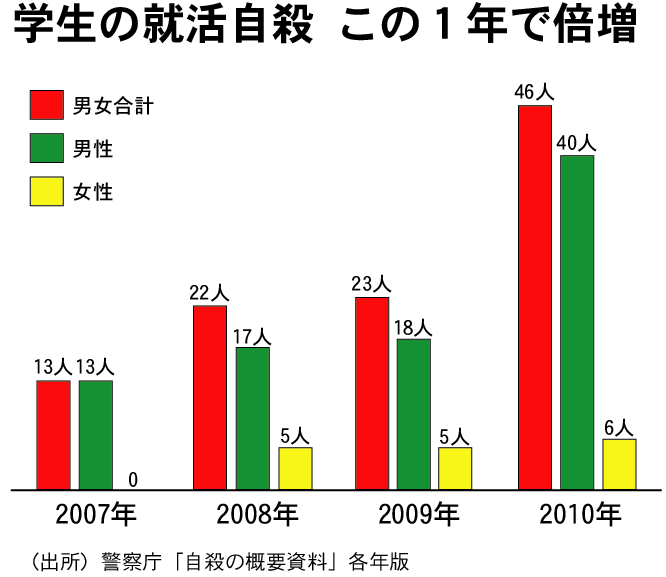 学生の就活自殺 この１年で倍増
男女合計
男性
女性
13人 13人 0
22人 17人 5人
23人 18人 5人
46人 40人 6人
2007年 2008年 2009年 2010年
（出所）警察庁「自殺の概要資料」各年版